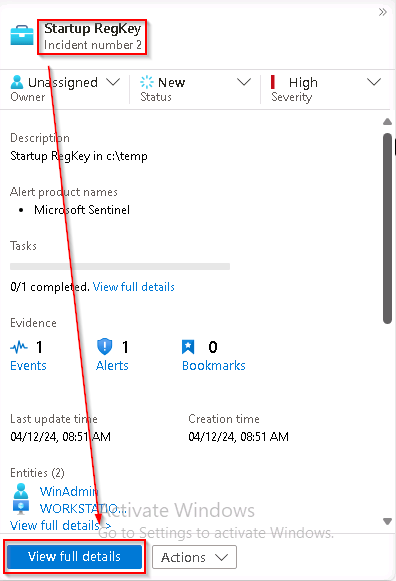 »
Startup RegKey
Incident number 2
Unassigned New High
Owner Status Severity
Description
Startup RegKey in c:\temp
Alert product names
• Microsoft Sentinel
Tasks
0/1 completed. View full details
Evidence
1 1 0
Events Alerts Bookmarks
Last update time Creation time
04/12/24, 08:51 AM 04/12/24, 08:51 AM
Entities (2)
WinAdmin
WORKSTATIO...
Activate Windows
View full details >
Go to Settings to activate Windows.
View full details Actions